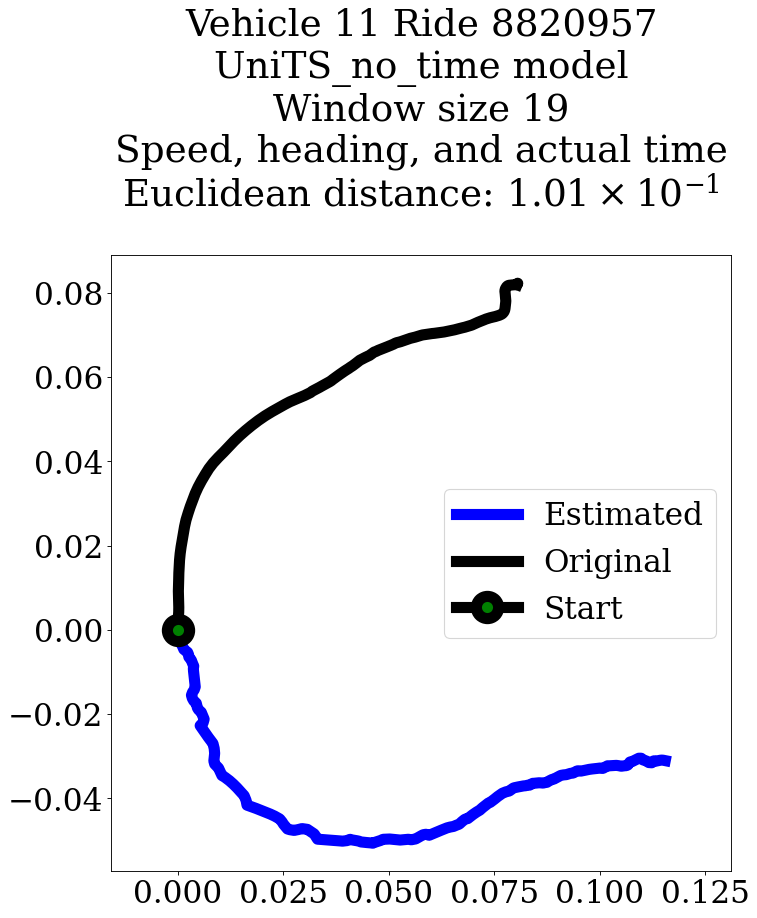 Vehicle 11 Ride 8820957
UniTS_no_time model
Window size 19
Speed, heading, and actual time
Euclidean distance: 1.01 × 10⁻¹
0.08
0.06
0.04
0.02
0.00
−0.02
−0.04
Estimated
Original
Start
0.000 0.025 0.050 0.075 0.100 0.125